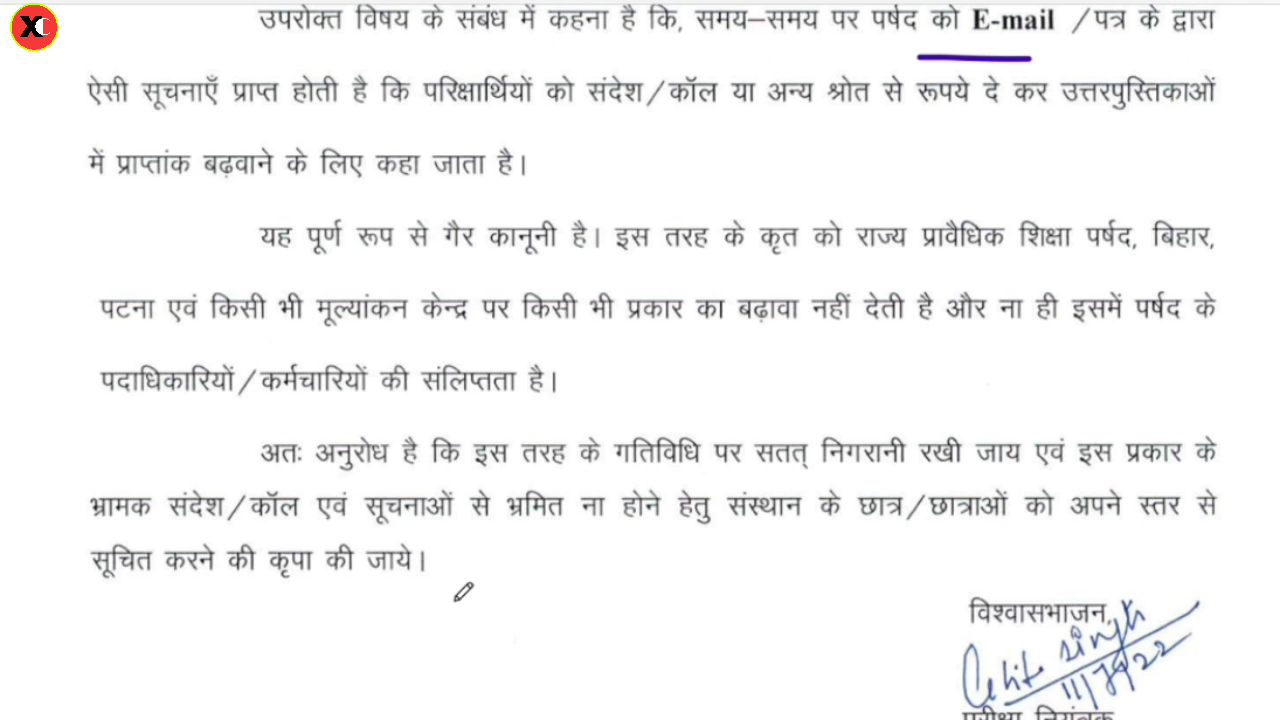 उपरोक्त विषय के संबंध में कहना है कि, समय–समय पर पर्षद को E-mail /पत्र के द्वारा
ऐसी सूचनाएँ प्राप्त होती है कि परिक्षार्थियों को संदेश/कॉल या अन्य श्रोत से रूपये दे कर उत्तरपुस्तिकाओं
में प्राप्तांक बढ़वाने के लिए कहा जाता है।
यह पूर्ण रूप से गैर कानूनी है। इस तरह के कृत को राज्य प्रावैधिक शिक्षा पर्षद, बिहार,
पटना एवं किसी भी मूल्यांकन केन्द्र पर किसी भी प्रकार का बढ़ावा नहीं देती है और ना ही इसमें पर्षद के
पदाधिकारियों/कर्मचारियों की संलिप्तता है।
अतः अनुरोध है कि इस तरह के गतिविधि पर सतत् निगरानी रखी जाय एवं इस प्रकार के
भ्रामक संदेश/कॉल एवं सूचनाओं से भ्रमित ना होने हेतु संस्थान के छात्र/छात्राओं को अपने स्तर से
सूचित करने की कृपा की जाये।
विश्वासभाजन,
Singh
परीक्षा नियंत्रक